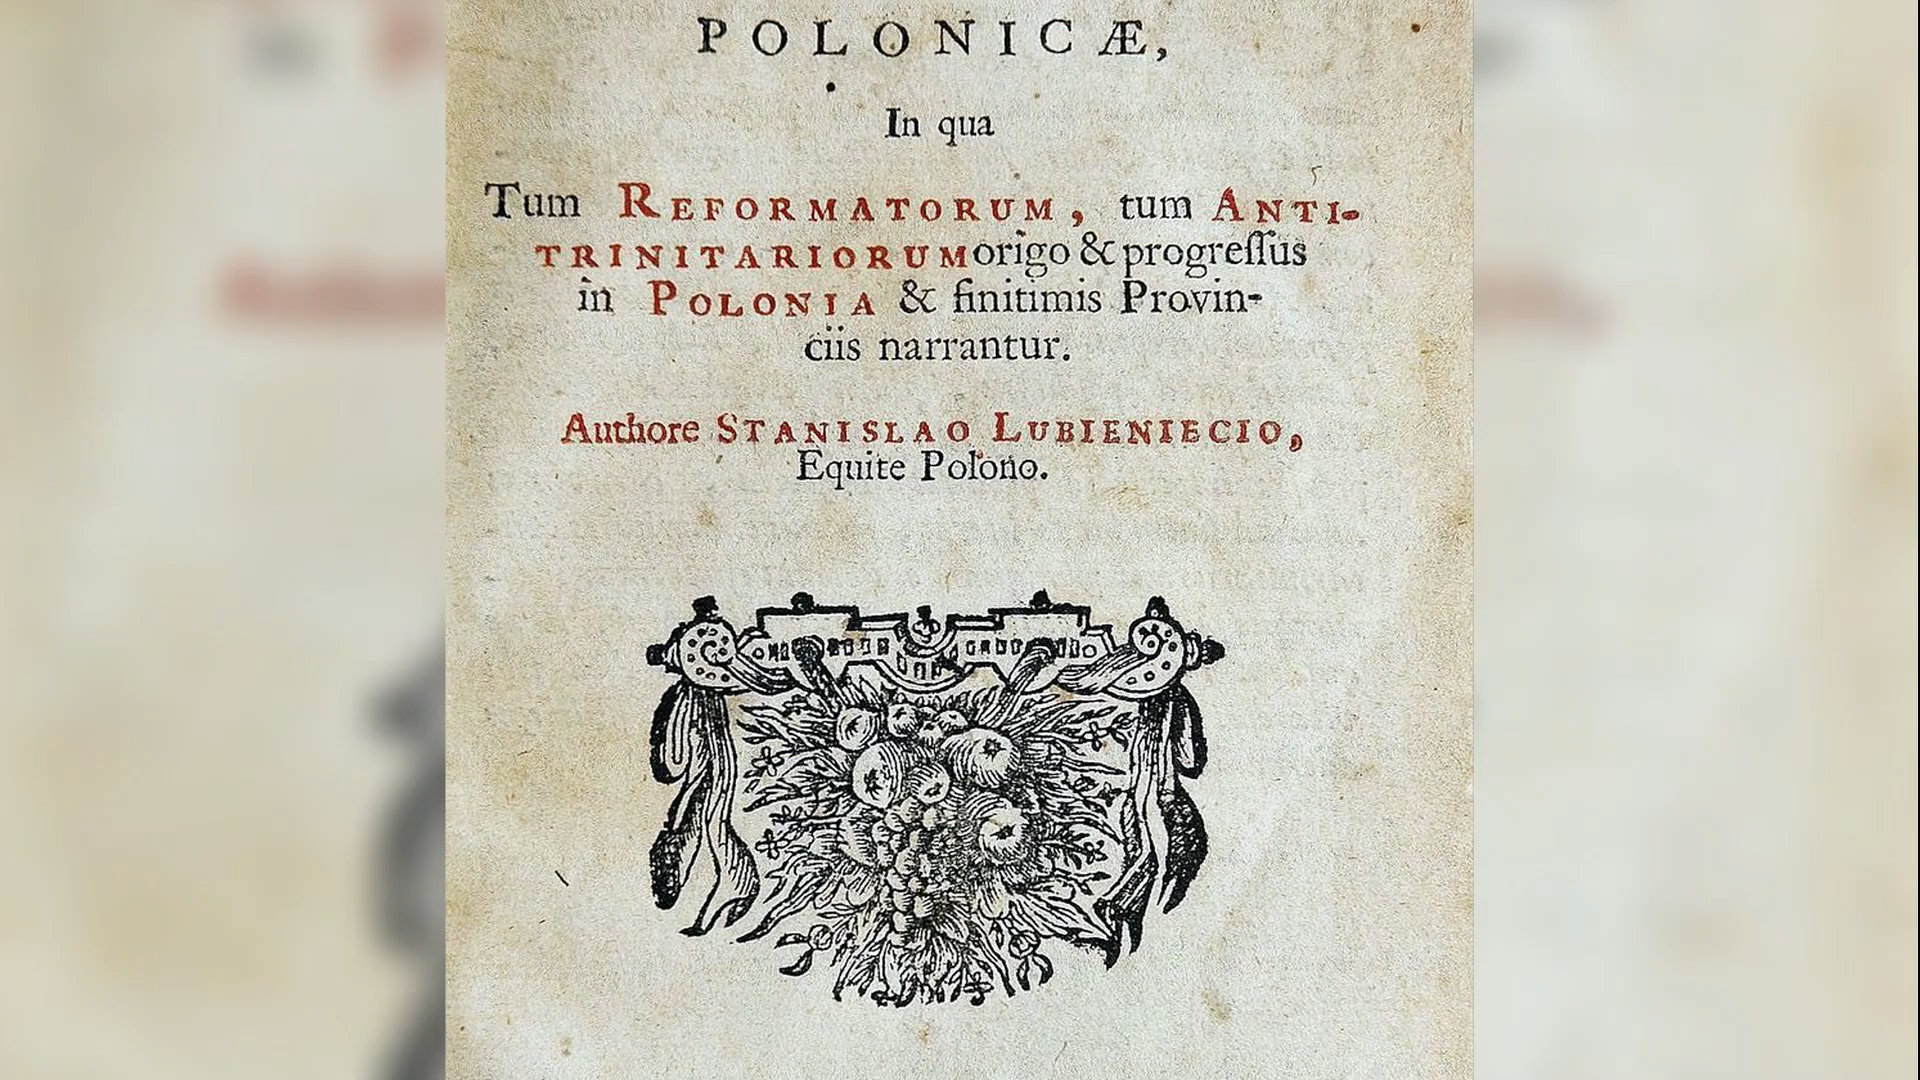 POLONICÆ,
In qua
Tum REFORMATORUM, tum ANTI-
TRINITARIORUM origo & progreſſus
in POLONIA & finitimis Provin-
ciis narrantur.
Authore STANISLAO LUBIENIECIO,
Equite Polono.